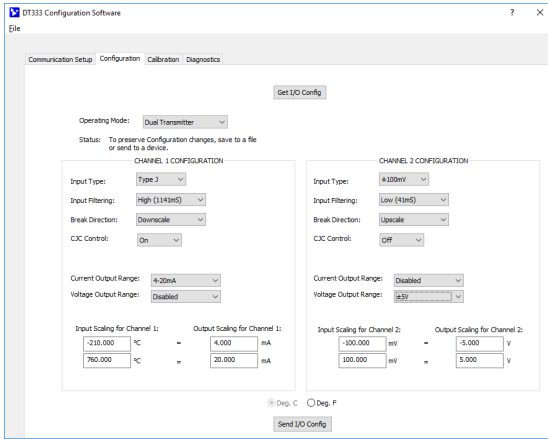 DT333 Configuration Software
File
Communication Setup Configuration Calibration Diagnostics
Get I/O Config
Operating Mode: Dual Transmitter
Status: To preserve Configuration changes, save to a file
or send to a device.
CHANNEL 1 CONFIGURATION
Input Type: Type J
Input Filtering: High (1141mS)
Break Direction: Downscale
CJC Control: On
Current Output Range: 4-20mA
Voltage Output Range: Disabled
Input Scaling for Channel 1: Output Scaling for Channel 1:
-210.000 °C = 4.000 mA
760.000 °C = 20.000 mA
CHANNEL 2 CONFIGURATION
Input Type: ±100mV
Input Filtering: Low (41mS)
Break Direction: Upscale
CJC Control: Off
Current Output Range: Disabled
Voltage Output Range: ±5V
Input Scaling for Channel 2: Output Scaling for Channel 2:
-100.000 mV = -5.000 V
100.000 mV = 5.000 V
Deg. C Deg. F
Send I/O Config